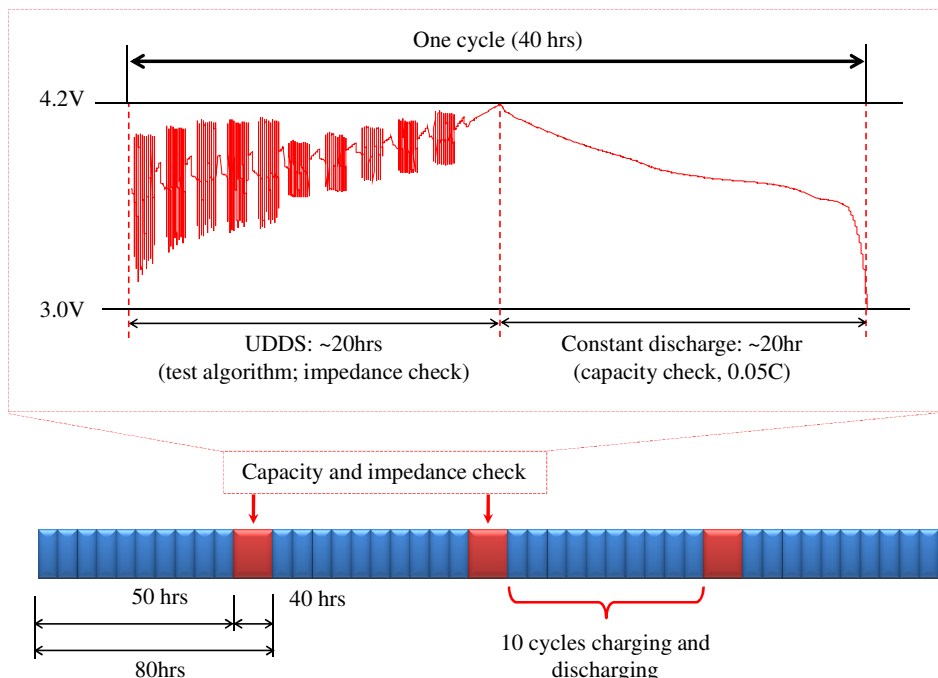 One cycle (40 hrs)
4.2V
3.0V
UDDS: ~20hrs
(test algorithm; impedance check)
Constant discharge: ~20hr
(capacity check, 0.05C)
Capacity and impedance check
50 hrs
40 hrs
80hrs
10 cycles charging and
discharging